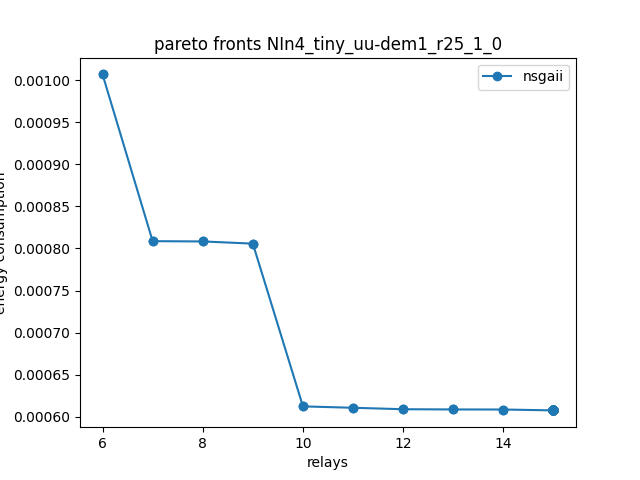 pareto fronts NIn4_tiny_uu-dem1_r25_1_0
nsgaii
0.00100
0.00095
0.00090
0.00085
0.00080
0.00075
0.00070
0.00065
0.00060
energy consumption
6 8 10 12 14
relays